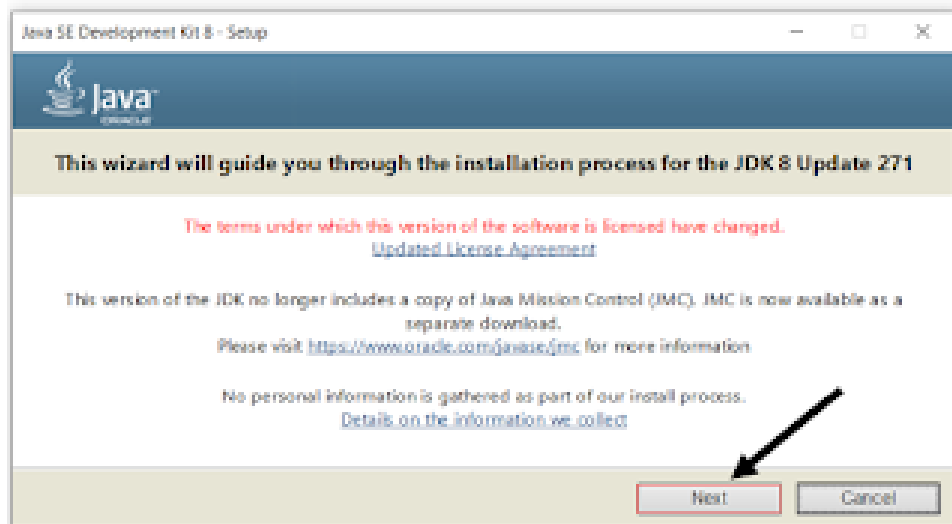 Java SE Development Kit 8 - Setup
Java
ORACLE
This wizard will guide you through the installation process for the JDK 8 Update 271
The terms under which this version of the software is licensed have changed.
Updated License Agreement
This version of the JDK no longer includes a copy of Java Mission Control (JMC). JMC is now available as a
separate download.
Please visit https://www.oracle.com/javase/jmc for more information
No personal information is gathered as part of our install process.
Details on the information we collect
Next
Cancel